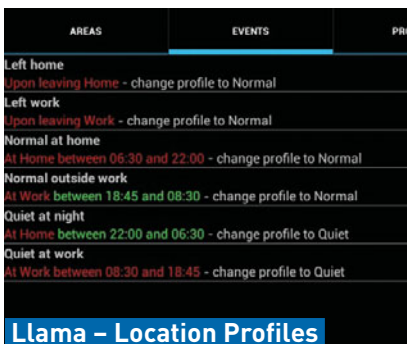 AREAS EVENTS PR
Left home
Upon leaving Home - change profile to Normal
Left work
Upon leaving Work - change profile to Normal
Normal at home
At Home between 06:30 and 22:00 - change profile to Normal
Normal outside work
At Work between 18:45 and 08:30 - change profile to Normal
Quiet at night
At Home between 22:00 and 06:30 - change profile to Quiet
Quiet at work
At Work between 08:30 and 18:45 - change profile to Quiet
Llama – Location Profiles